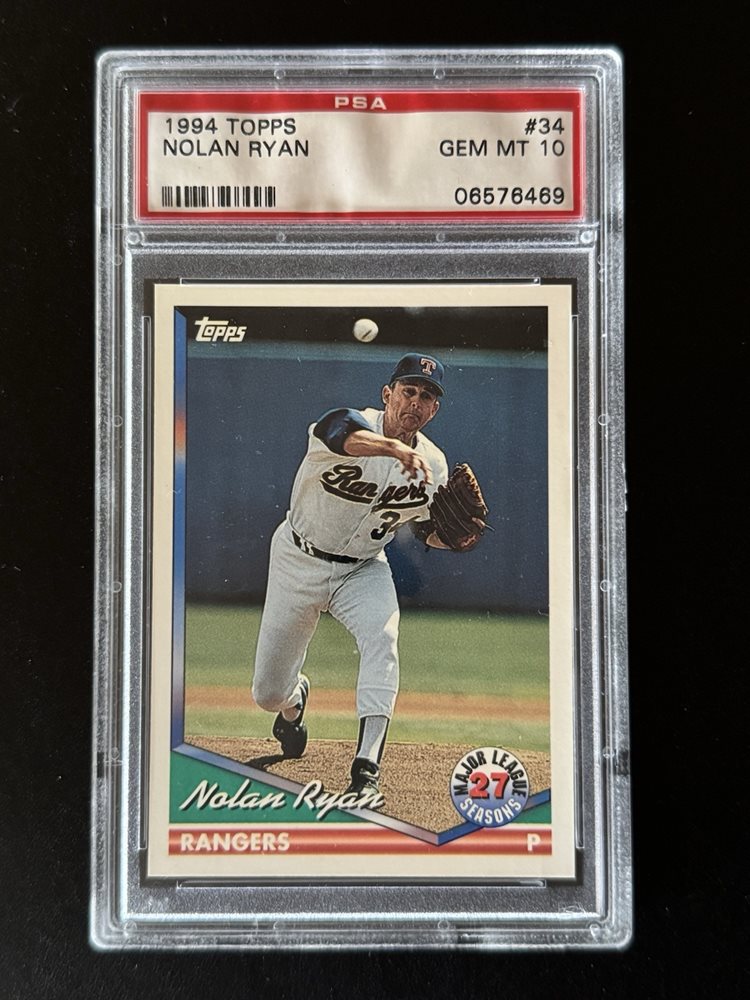 PSA
1994 TOPPS #34
NOLAN RYAN GEM MT 10
06576469
Topps
T
Rangers
34
MAJOR LEAGUE
27
SEASONS
Nolan Ryan
RANGERS P